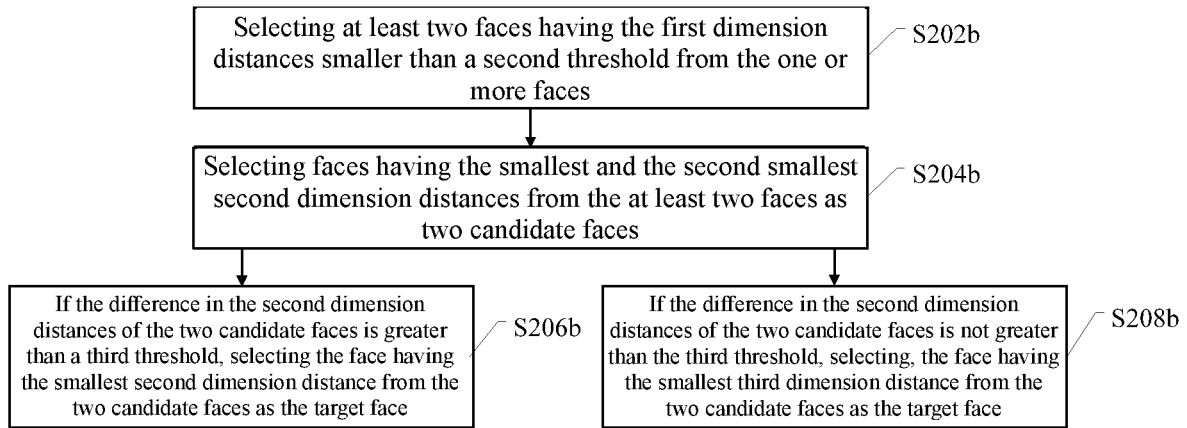 Selecting at least two faces having the first dimension
distances smaller than a second threshold from the one or
more faces
S202b
Selecting faces having the smallest and the second smallest
second dimension distances from the at least two faces as
two candidate faces
S204b
If the difference in the second dimension
distances of the two candidate faces is greater
than a third threshold, selecting the face having
the smallest second dimension distance from the
two candidate faces as the target face
S206b
If the difference in the second dimension
distances of the two candidate faces is not greater
than the third threshold, selecting, the face having
the smallest third dimension distance from the
two candidate faces as the target face
S208b